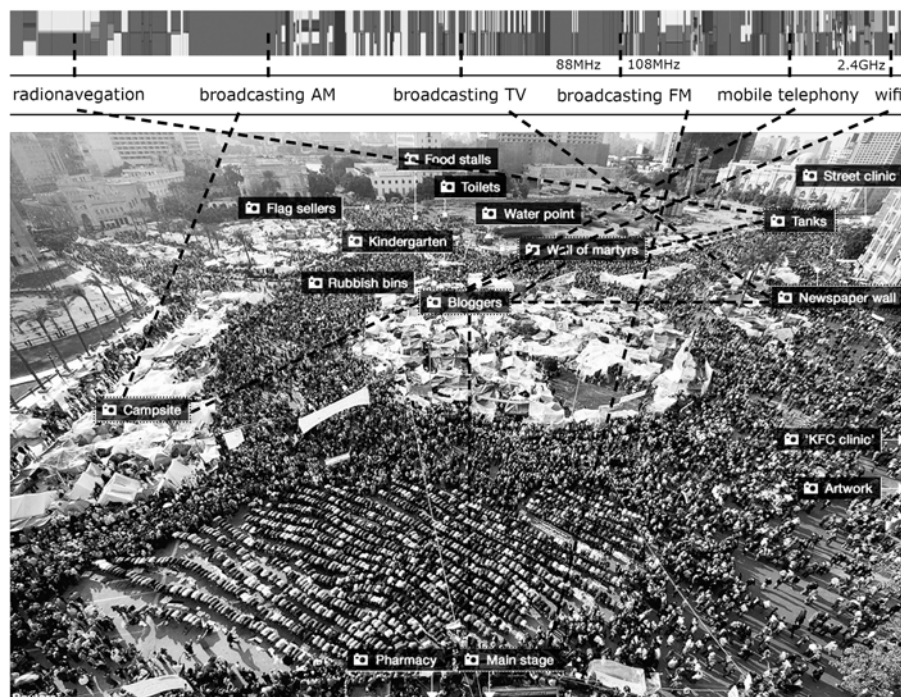 88MHz 108MHz 2.4GHz
radionavegation broadcasting AM broadcasting TV broadcasting FM mobile telephony wifi
Food stalls
Street clinic
Toilets
Flag sellers
Water point
Tanks
Kindergarten
Wall of martyrs
Rubbish bins
Bloggers
Newspaper wall
Campsite
'KFC clinic'
Artwork
Pharmacy
Main stage